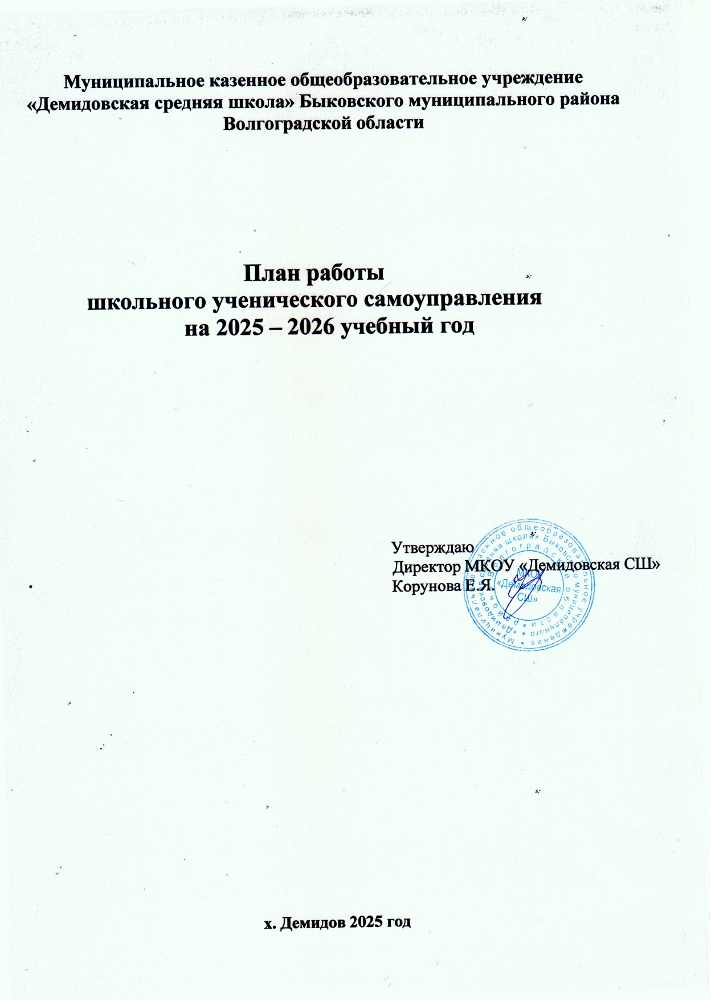 Муниципальное казенное общеобразовательное учреждение
«Демидовская средняя школа» Быковского муниципального района
Волгоградской области
План работы
школьного ученического самоуправления
на 2025 – 2026 учебный год
Утверждаю
Директор МКОУ «Демидовская СШ»
Корунова Е.Я.
* Муниципальное казенное общеобразовательное учреждение
* «Демидовская средняя школа» Быковского муниципального
* района Волгоградской области
МКОУ
«Демидовская
СШ»
х. Демидов 2025 год